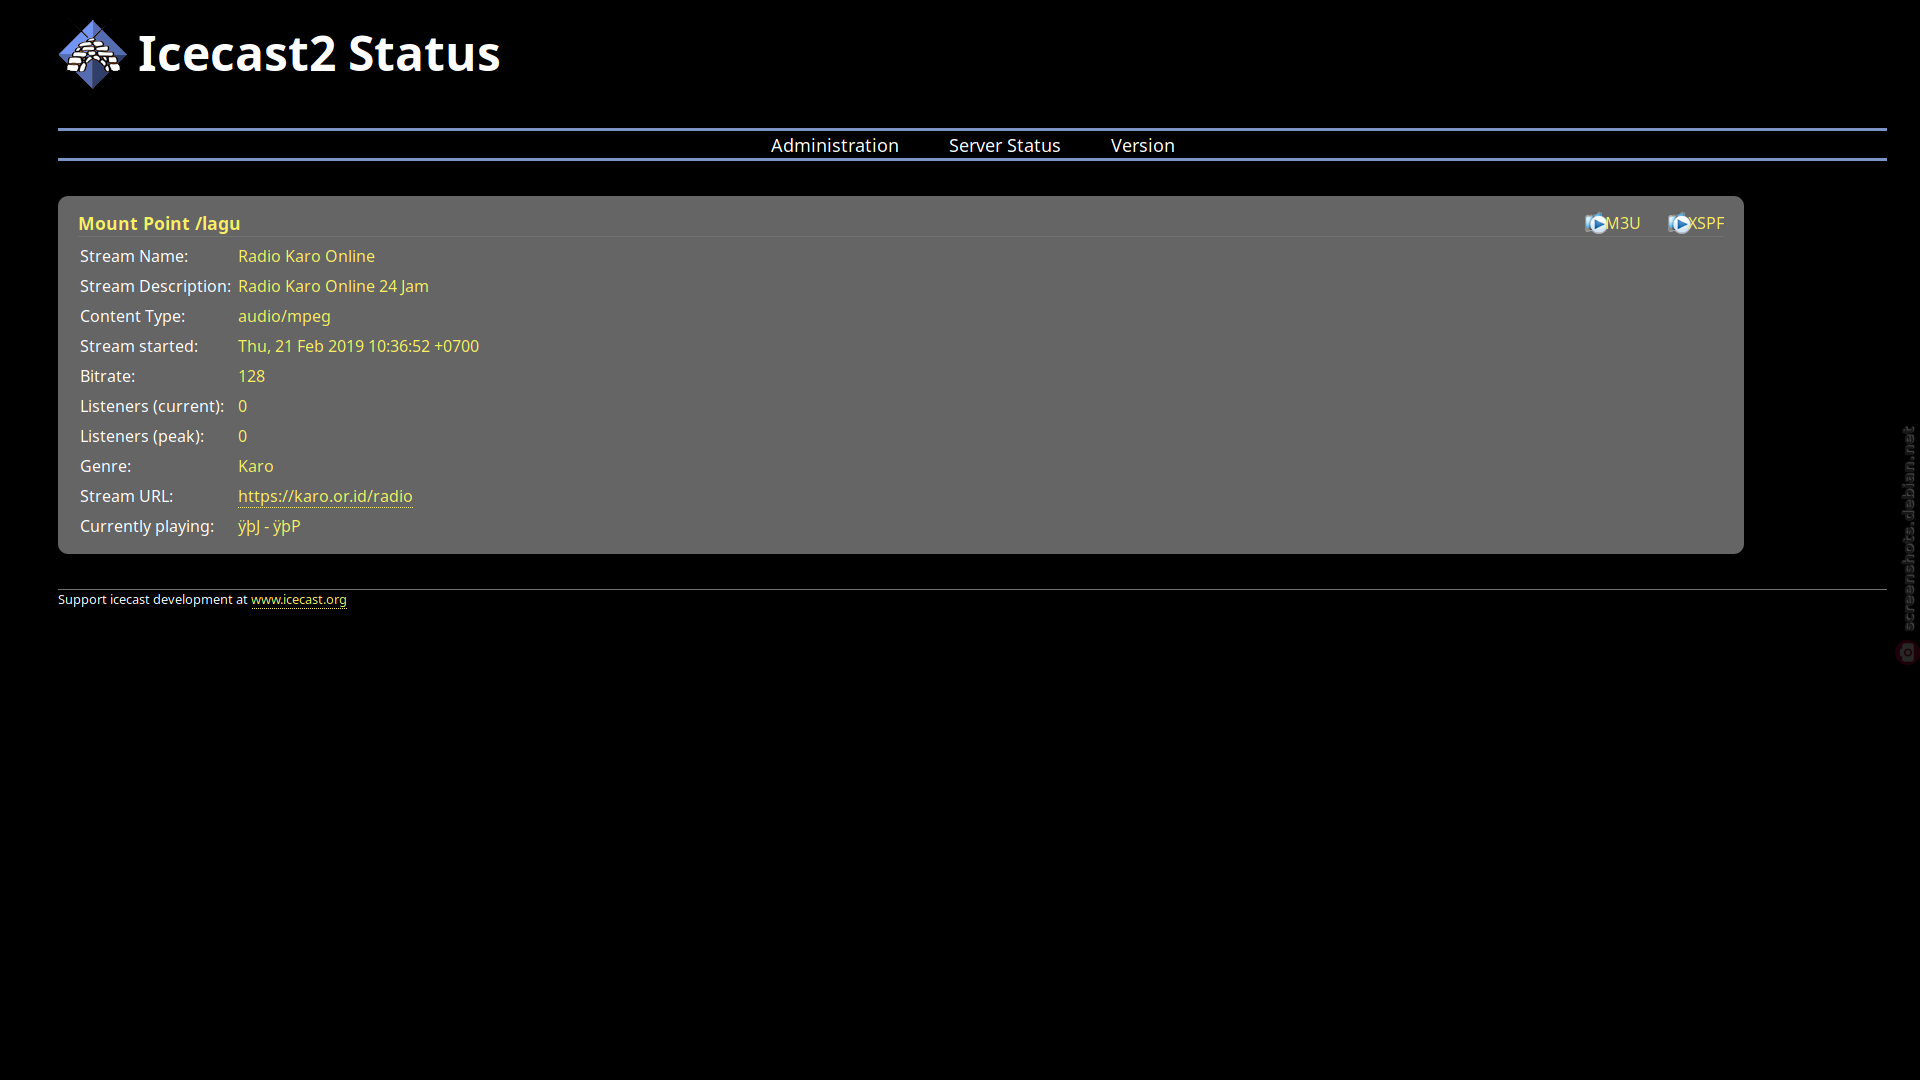 Icecast2 Status
Administration Server Status Version
Mount Point /lagu M3U XSPF
Stream Name: Radio Karo Online
Stream Description: Radio Karo Online 24 Jam
Content Type: audio/mpeg
Stream started: Thu, 21 Feb 2019 10:36:52 +0700
Bitrate: 128
Listeners (current): 0
Listeners (peak): 0
Genre: Karo
Stream URL: https://karo.or.id/radio
Currently playing: ÿþJ - ÿþP
Support icecast development at www.icecast.org
screenshots.debian.net